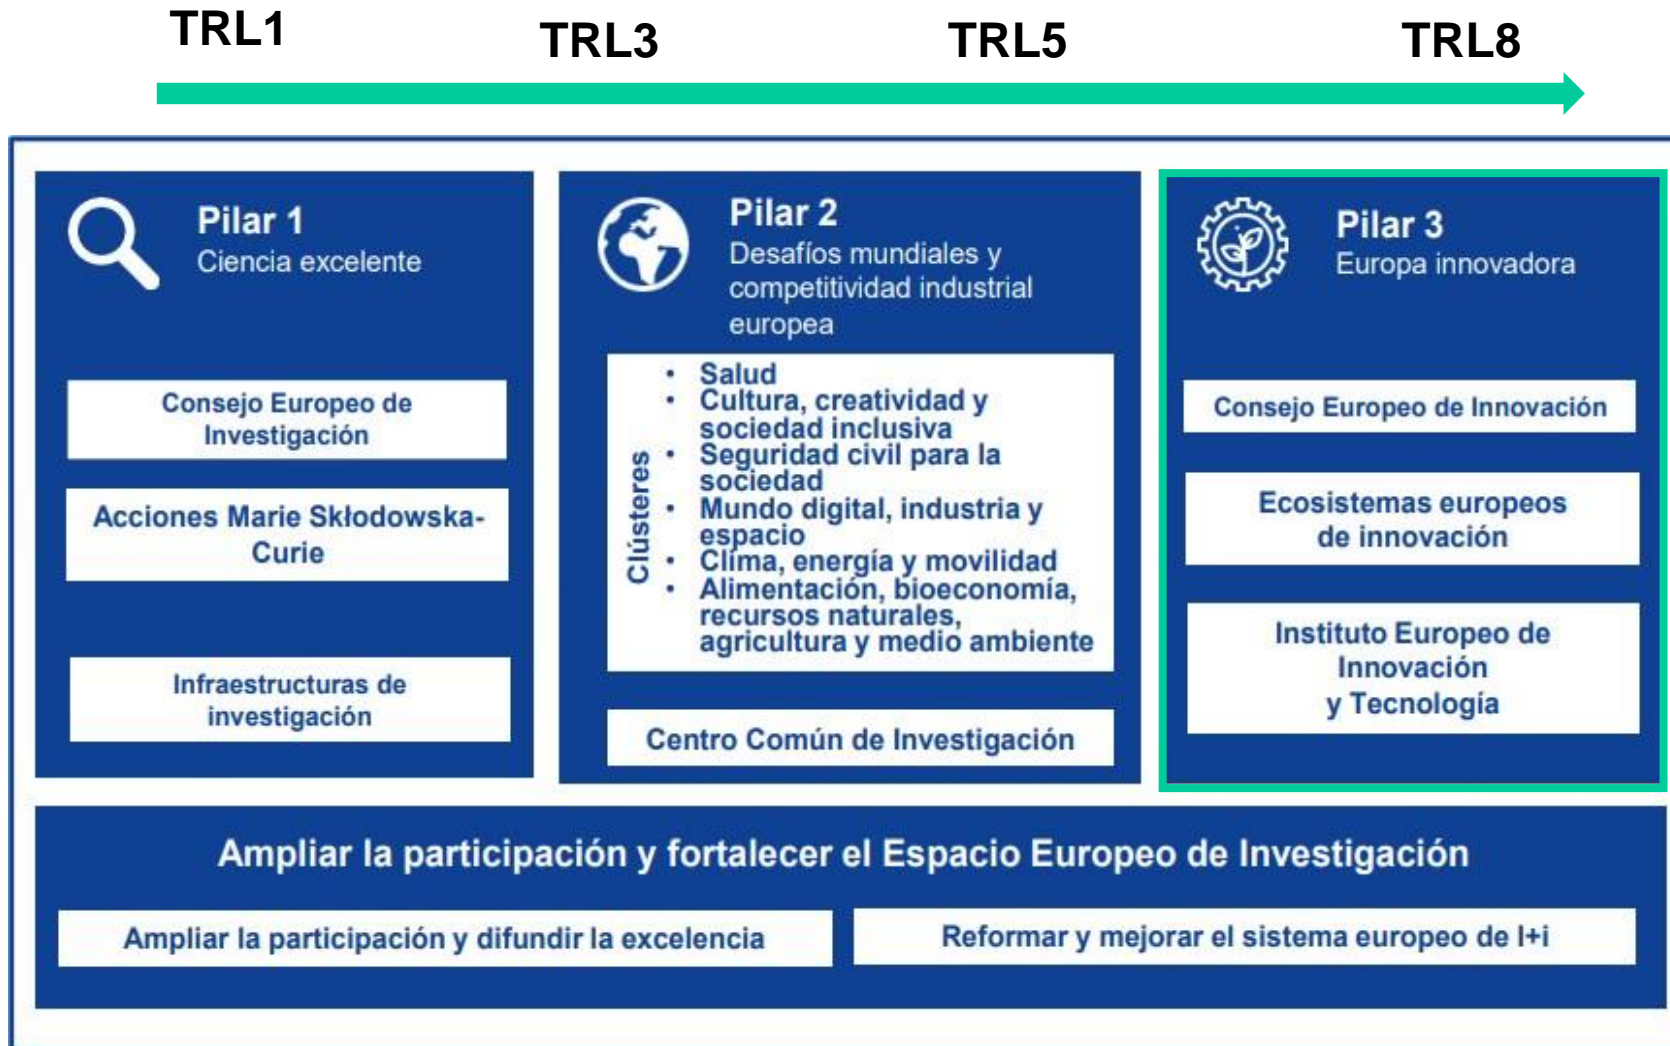 TRL1
TRL3
TRL5
TRL8
Pilar 1
Ciencia excelente
Consejo Europeo de
Investigación
Acciones Marie Skłodowska-
Curie
Infraestructuras de
investigación
Pilar 2
Desafíos mundiales y
competitividad industrial
europea
Clústeres
• Salud
• Cultura, creatividad y
sociedad inclusiva
• Seguridad civil para la
sociedad
• Mundo digital, industria y
espacio
• Clima, energía y movilidad
• Alimentación, bioeconomía,
recursos naturales,
agricultura y medio ambiente
Centro Común de Investigación
Pilar 3
Europa innovadora
Consejo Europeo de Innovación
Ecosistemas europeos
de innovación
Instituto Europeo de
Innovación
y Tecnología
Ampliar la participación y fortalecer el Espacio Europeo de Investigación
Ampliar la participación y difundir la excelencia
Reformar y mejorar el sistema europeo de I+i